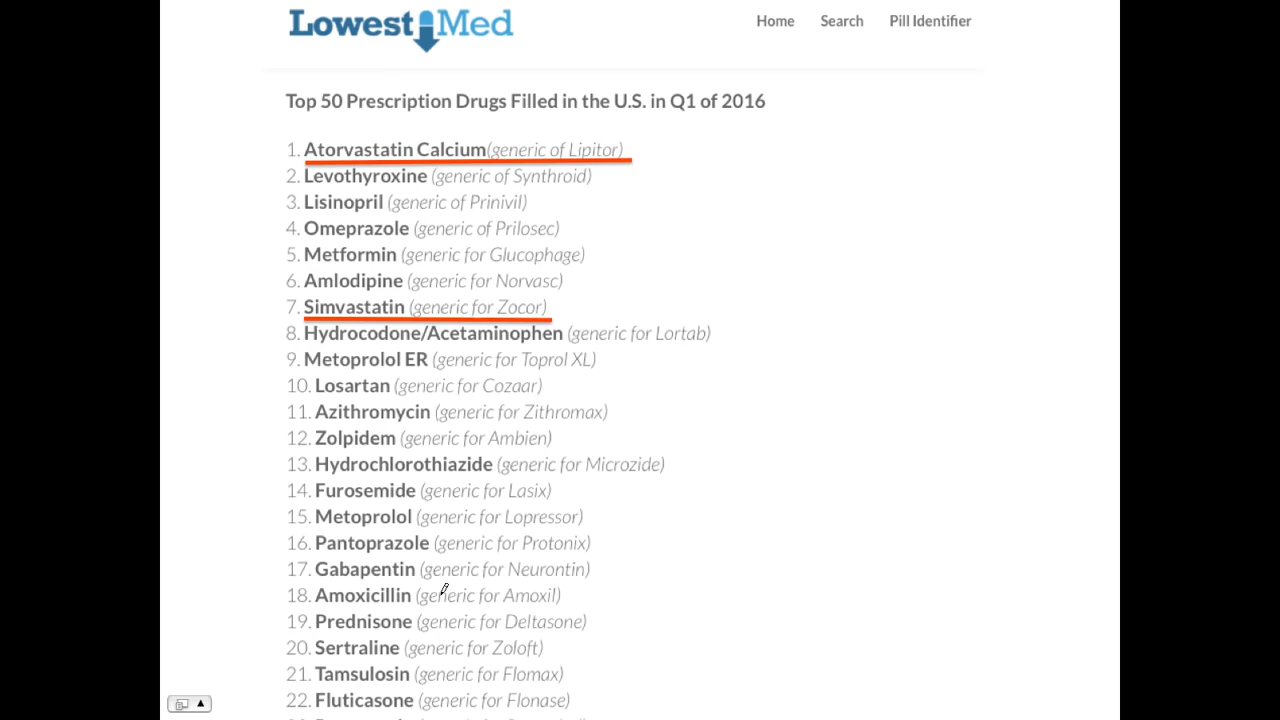 LowestMed
Home Search Pill Identifier
Top 50 Prescription Drugs Filled in the U.S. in Q1 of 2016
1. Atorvastatin Calcium(generic of Lipitor)
2. Levothyroxine (generic of Synthroid)
3. Lisinopril (generic of Prinivil)
4. Omeprazole (generic of Prilosec)
5. Metformin (generic for Glucophage)
6. Amlodipine (generic for Norvasc)
7. Simvastatin (generic for Zocor)
8. Hydrocodone/Acetaminophen (generic for Lortab)
9. Metoprolol ER (generic for Toprol XL)
10. Losartan (generic for Cozaar)
11. Azithromycin (generic for Zithromax)
12. Zolpidem (generic for Ambien)
13. Hydrochlorothiazide (generic for Microzide)
14. Furosemide (generic for Lasix)
15. Metoprolol (generic for Lopressor)
16. Pantoprazole (generic for Protonix)
17. Gabapentin (generic for Neurontin)
18. Amoxicillin (generic for Amoxil)
19. Prednisone (generic for Deltasone)
20. Sertraline (generic for Zoloft)
21. Tamsulosin (generic for Flomax)
22. Fluticasone (generic for Flonase)